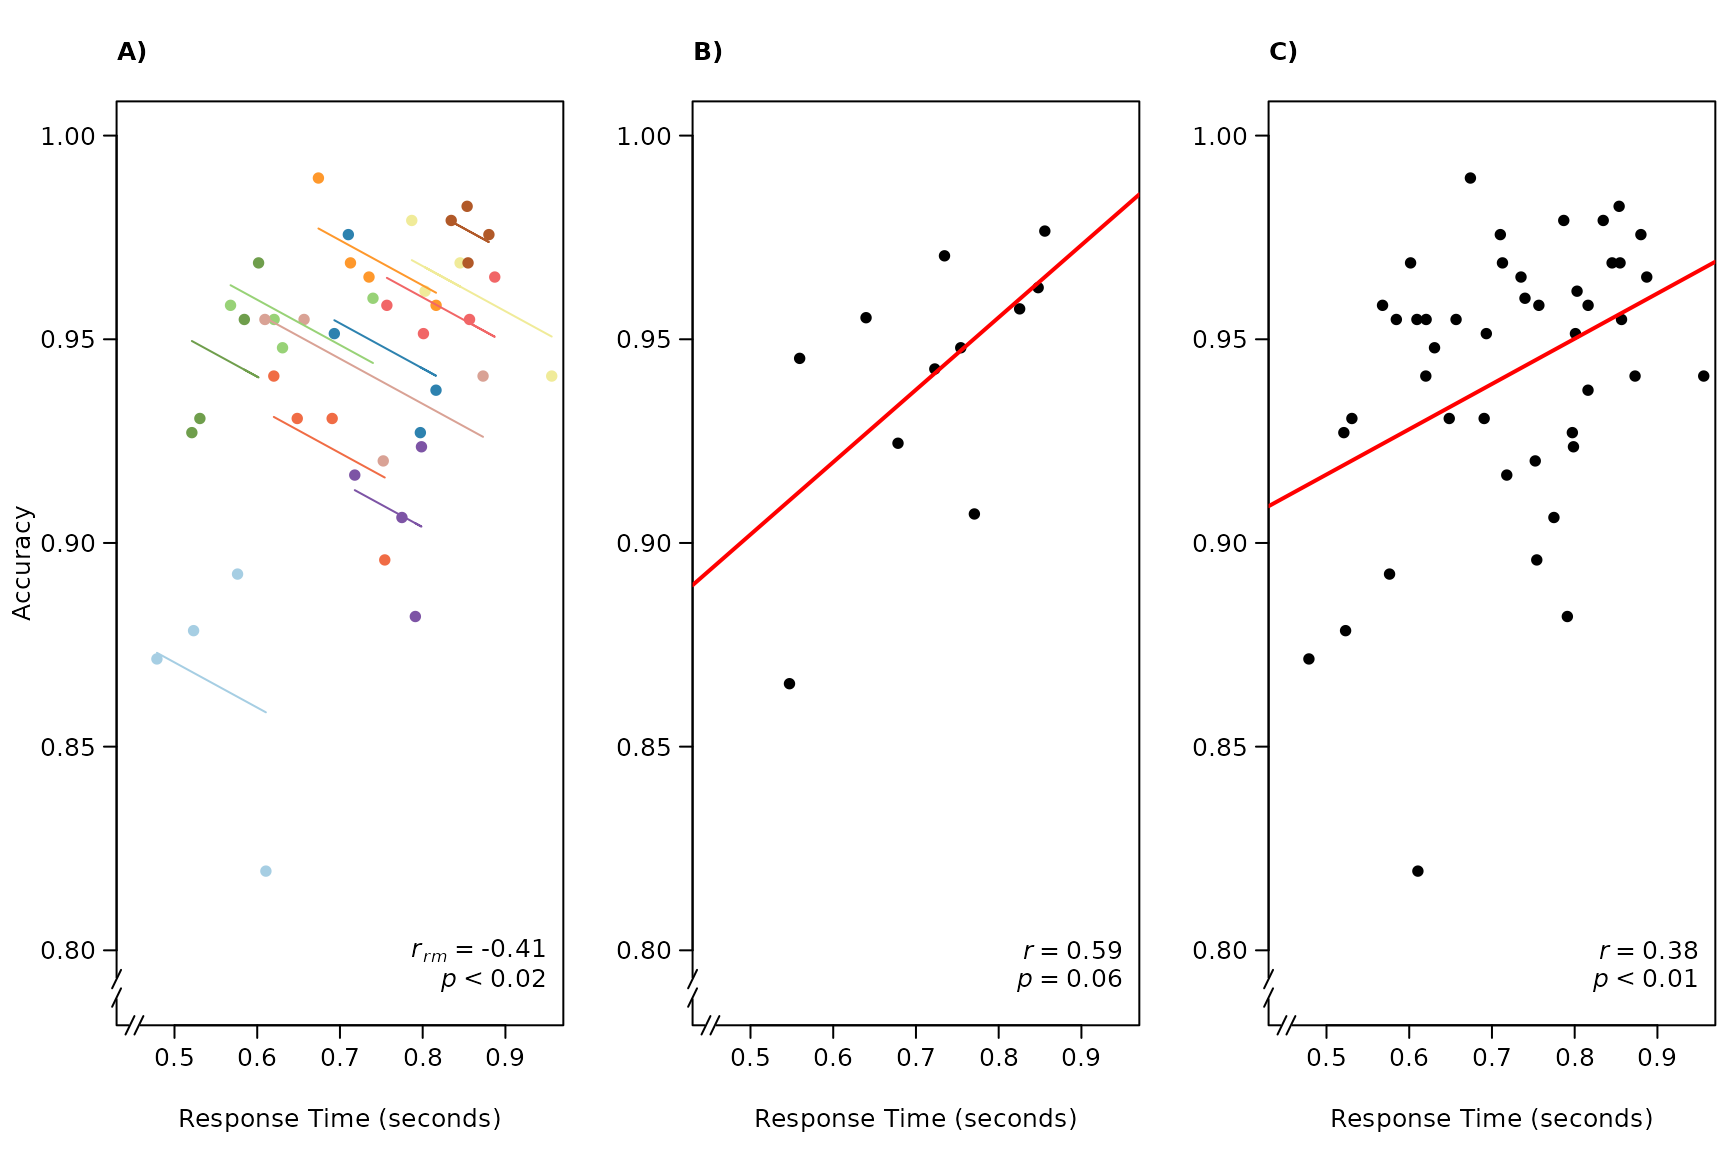 A)
1.00
0.95
0.90
0.85
0.80
Accuracy
r_rm = -0.41
p < 0.02
0.5 0.6 0.7 0.8 0.9
Response Time (seconds)
B)
1.00
0.95
0.90
0.85
0.80
r = 0.59
p = 0.06
0.5 0.6 0.7 0.8 0.9
Response Time (seconds)
C)
1.00
0.95
0.90
0.85
0.80
r = 0.38
p < 0.01
0.5 0.6 0.7 0.8 0.9
Response Time (seconds)